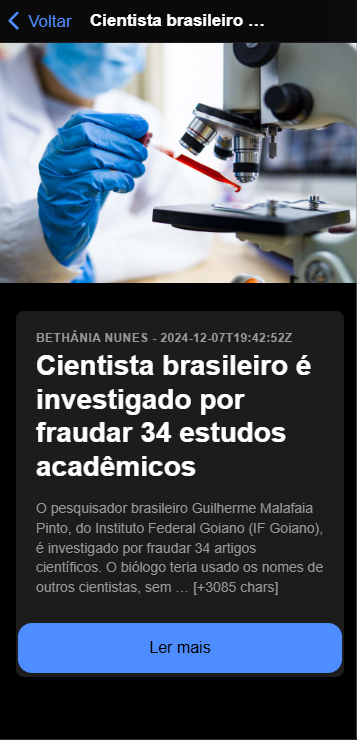 Voltar
Cientista brasileiro ...
BETHÂNIA NUNES - 2024-12-07T19:42:52Z
Cientista brasileiro é
investigado por
fraudar 34 estudos
acadêmicos
O pesquisador brasileiro Guilherme Malafaia
Pinto, do Instituto Federal Goiano (IF Goiano),
é investigado por fraudar 34 artigos
científicos. O biólogo teria usado os nomes de
outros cientistas, sem … [+3085 chars]
Ler mais